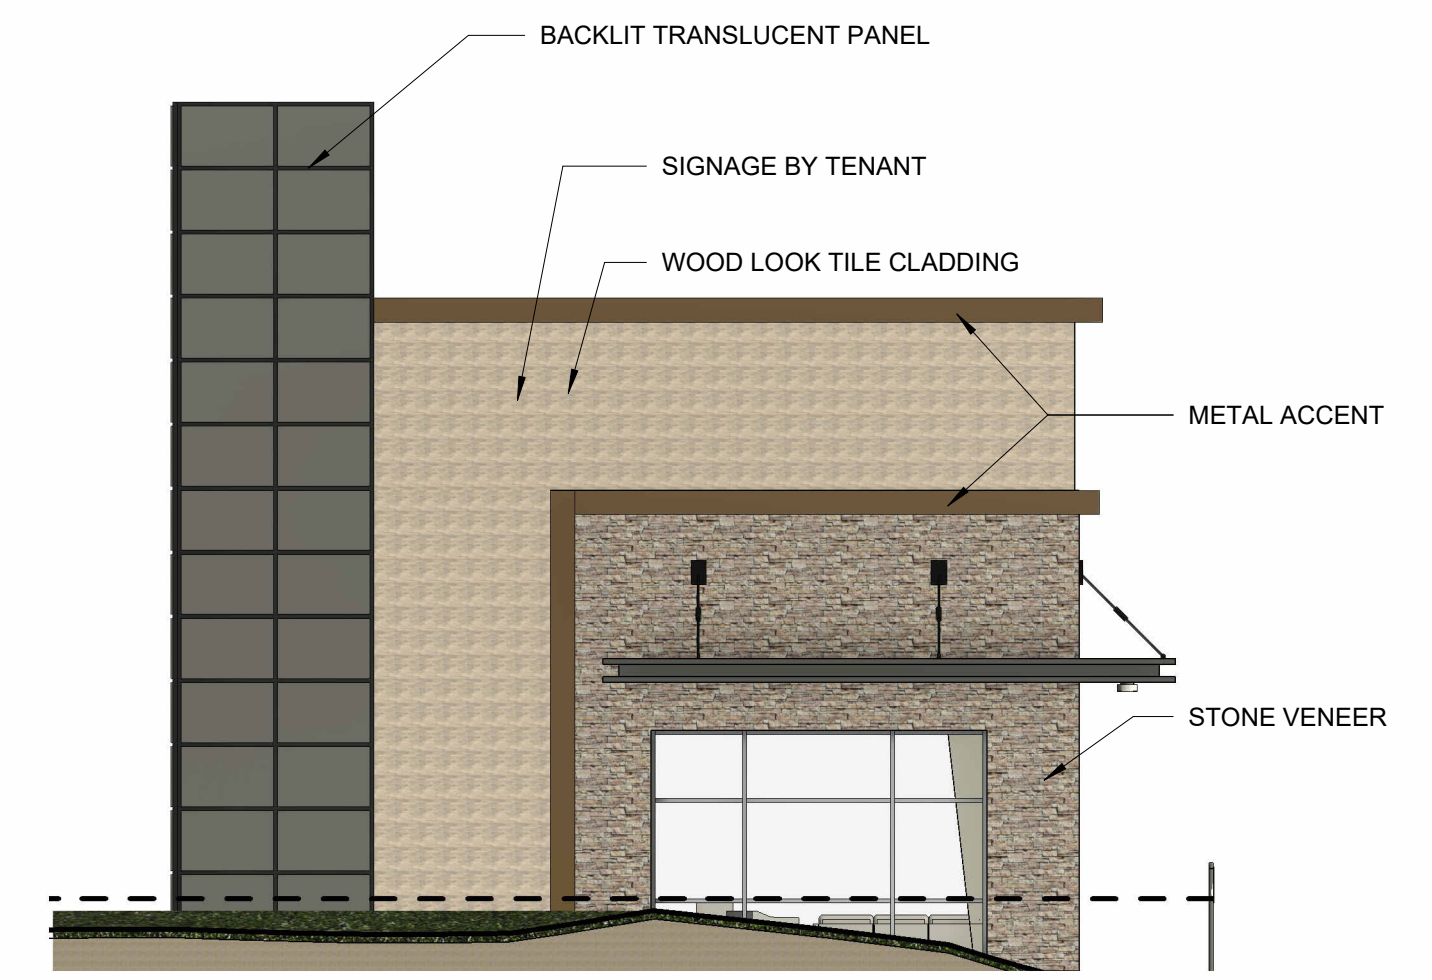 BACKLIT TRANSLUCENT PANEL
SIGNAGE BY TENANT
WOOD LOOK TILE CLADDING
METAL ACCENT
STONE VENEER